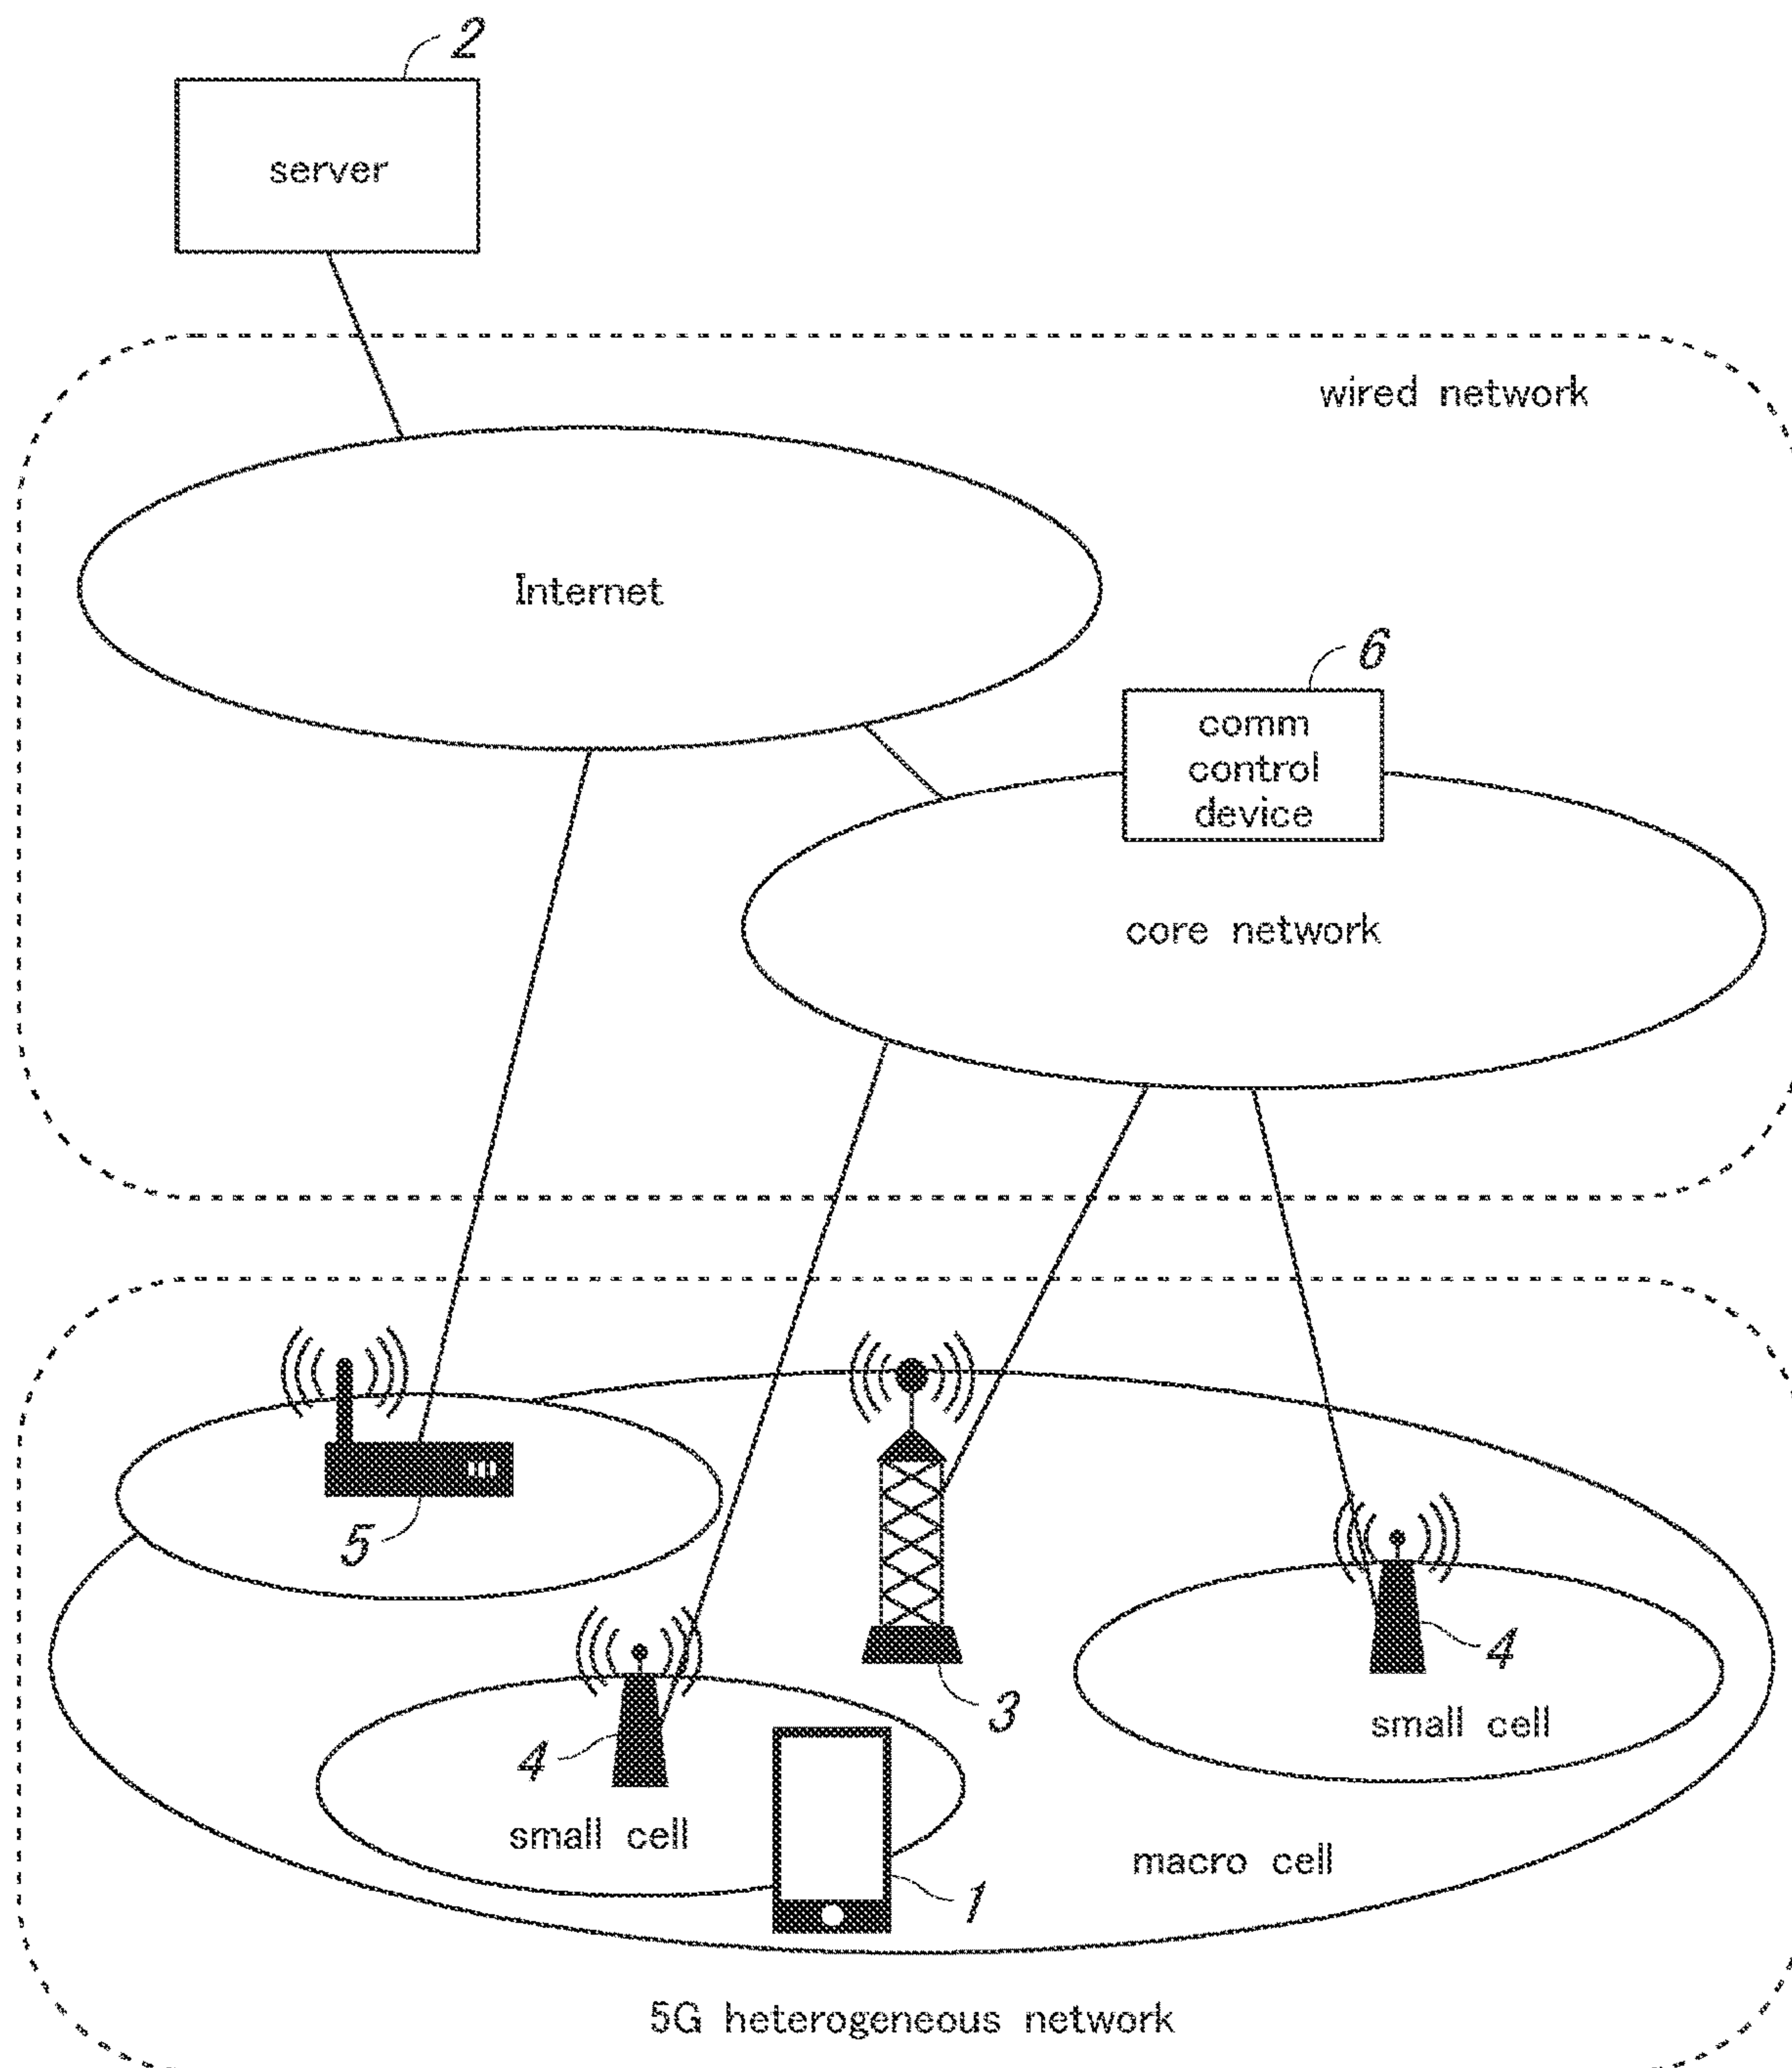 2
server
wired network
Internet
6
comm
control
device
core network
5
4
3
small cell
4
small cell
macro cell
1
5G heterogeneous network